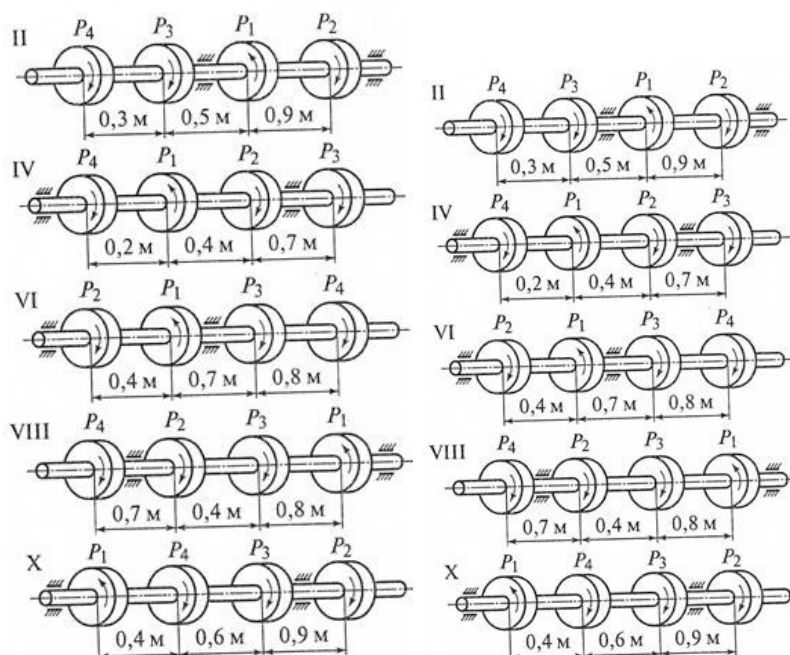 II P4 P3 P1 P2
0,3 м 0,5 м 0,9 м
IV P4 P1 P2 P3
0,2 м 0,4 м 0,7 м
VI P2 P1 P3 P4
0,4 м 0,7 м 0,8 м
VIII P4 P2 P3 P1
0,7 м 0,4 м 0,8 м
X P1 P4 P3 P2
0,4 м 0,6 м 0,9 м
II P4 P3 P1 P2
0,3 м 0,5 м 0,9 м
IV P4 P1 P2 P3
0,2 м 0,4 м 0,7 м
VI P2 P1 P3 P4
0,4 м 0,7 м 0,8 м
VIII P4 P2 P3 P1
0,7 м 0,4 м 0,8 м
X P1 P4 P3 P2
0,4 м 0,6 м 0,9 м